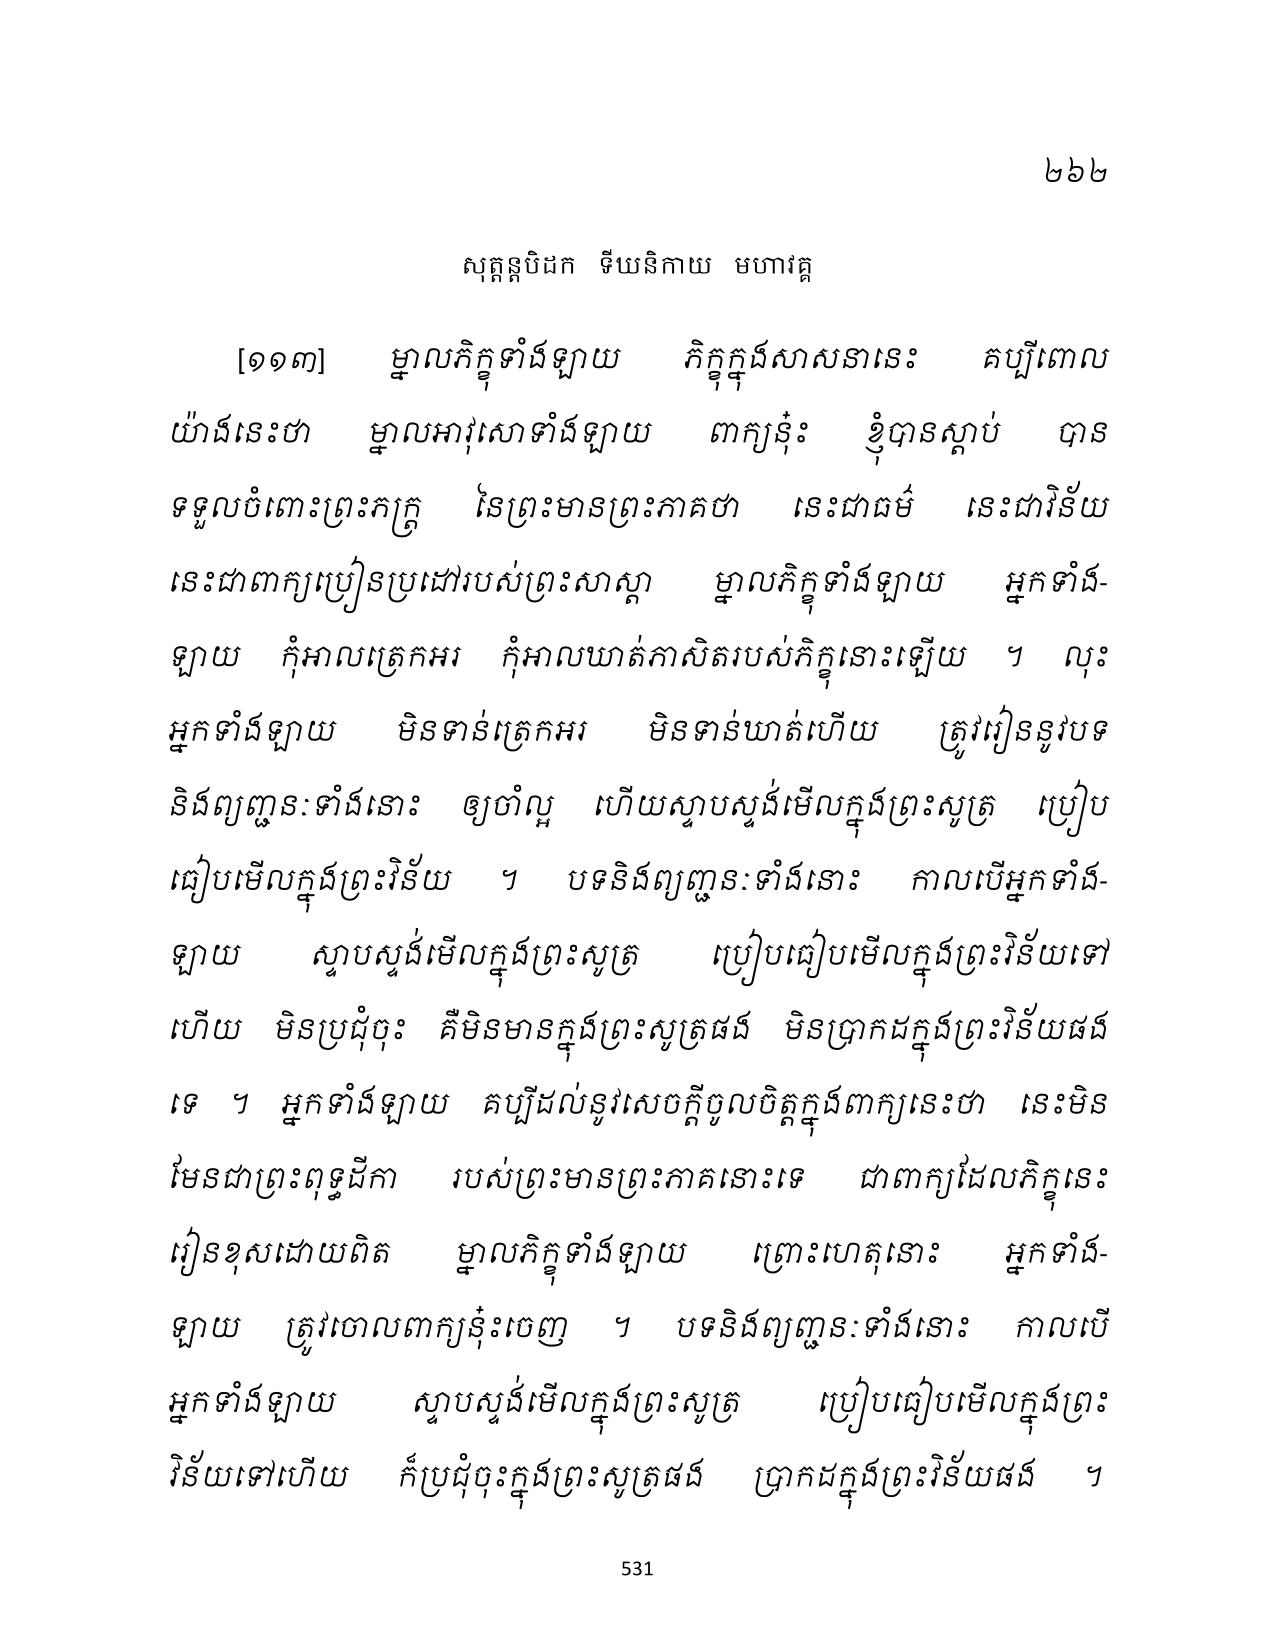 ២៦២
សុត្តន្តបិដក ទីឃនិកាយ មហាវគ្គ
[១១៣] ម្នាលភិក្ខុទាំងឡាយ ភិក្ខុក្នុងសាសនានេះ គប្បីពោល
យ៉ាងនេះថា ម្នាលអាវុសោទាំងឡាយ ពាក្យនុ៎ះ ខ្ញុំបានស្តាប់ បាន
ទទួលចំពោះព្រះភក្ត្រ នៃព្រះមានព្រះភាគថា នេះជាធម៌ នេះជាវិន័យ
នេះជាពាក្យប្រៀនប្រដៅរបស់ព្រះសាស្តា ម្នាលភិក្ខុទាំងឡាយ អ្នកទាំង-
ឡាយ កុំអាលត្រេកអរ កុំអាលឃាត់ភាសិតរបស់ភិក្ខុនោះឡើយ ។ លុះ
អ្នកទាំងឡាយ មិនទាន់ត្រេកអរ មិនទាន់ឃាត់ហើយ ត្រូវរៀននូវបទ
និងព្យញ្ជនៈទាំងនោះ ឲ្យចាំល្អ ហើយស្ទាបស្ទង់មើលក្នុងព្រះសូត្រ ប្រៀប
ធៀបមើលក្នុងព្រះវិន័យ ។ បទនិងព្យញ្ជនៈទាំងនោះ កាលបើអ្នកទាំង-
ឡាយ ស្ទាបស្ទង់មើលក្នុងព្រះសូត្រ ប្រៀបធៀបមើលក្នុងព្រះវិន័យទៅ
ហើយ មិនប្រជុំចុះ គឺមិនមានក្នុងព្រះសូត្រផង មិនប្រាកដក្នុងព្រះវិន័យផង
ទេ ។ អ្នកទាំងឡាយ គប្បីដល់នូវសេចក្តីចូលចិត្តក្នុងពាក្យនេះថា នេះមិន
មែនជាព្រះពុទ្ធដីកា របស់ព្រះមានព្រះភាគនោះទេ ជាពាក្យដែលភិក្ខុនេះ
រៀនខុសដោយពិត ម្នាលភិក្ខុទាំងឡាយ ព្រោះហេតុនោះ អ្នកទាំង-
ឡាយ ត្រូវចោលពាក្យនុ៎ះចេញ ។ បទនិងព្យញ្ជនៈទាំងនោះ កាលបើ
អ្នកទាំងឡាយ ស្ទាបស្ទង់មើលក្នុងព្រះសូត្រ ប្រៀបធៀបមើលក្នុងព្រះ
វិន័យទៅហើយ ក៏ប្រជុំចុះក្នុងព្រះសូត្រផង ប្រាកដក្នុងព្រះវិន័យផង ។
531